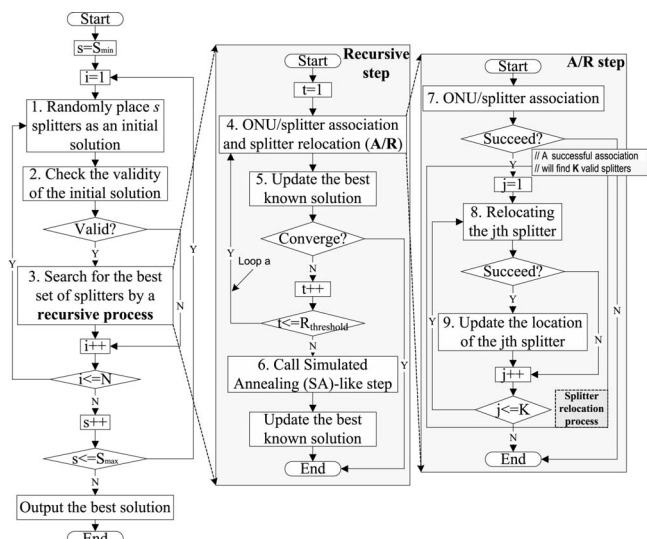 Start
s=Smin
i=1
1. Randomly place s
splitters as an initial
solution
2. Check the validity
of the initial solution
Valid?
Y
Y
N
3. Search for the best
set of splitters by a
recursive process
i++
i<=N
N
s++
s<=Smax
Y
N
Output the best solution
End
Recursive
step
Start
t=1
4. ONU/splitter association
and splitter relocation (A/R)
5. Update the best
known solution
Converge?
Y
Loop a
N
t++
t<=Rthreshold
Y
N
6. Call Simulated
Annealing (SA)-like step
Update the best
known solution
End
A/R step
Start
7. ONU/splitter association
Succeed?
Y
// A successful association
// will find K valid splitters
j=1
8. Relocating
the jth splitter
Succeed?
Y
N
N
Y
9. Update the location
of the jth splitter
j++
j<=K
Splitter
relocation
process
N
End